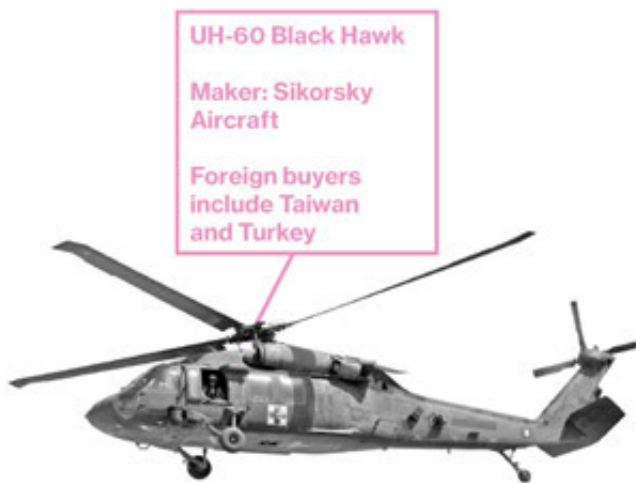 UH-60 Black Hawk
Maker: Sikorsky
Aircraft
Foreign buyers
include Taiwan
and Turkey